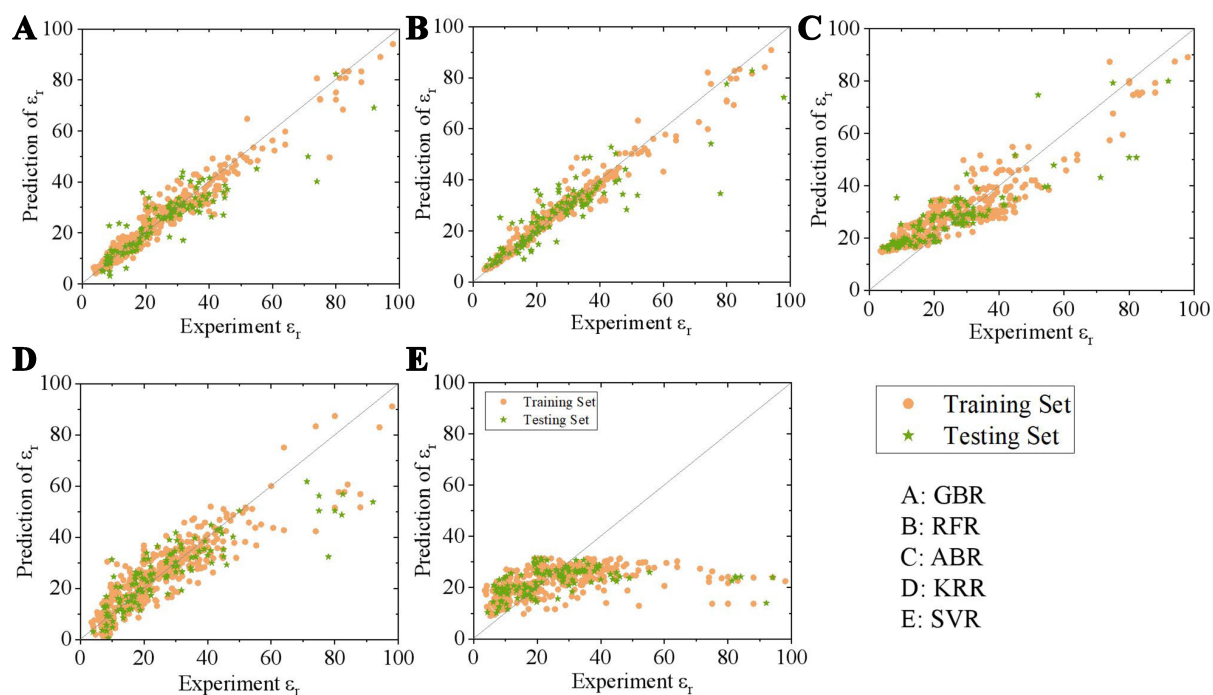 A
100
80
60
40
20
0
Prediction of εr
0 20 40 60 80 100
Experiment εr
B
100
80
60
40
20
0
Prediction of εr
0 20 40 60 80 100
Experiment εr
C
100
80
60
40
20
0
Prediction of εr
0 20 40 60 80 100
Experiment εr
D
100
80
60
40
20
0
Prediction of εr
0 20 40 60 80 100
Experiment εr
E
100
80
60
40
20
0
Prediction of εr
Training Set
Testing Set
0 20 40 60 80 100
Experiment εr
Training Set
Testing Set
A: GBR
B: RFR
C: ABR
D: KRR
E: SVR